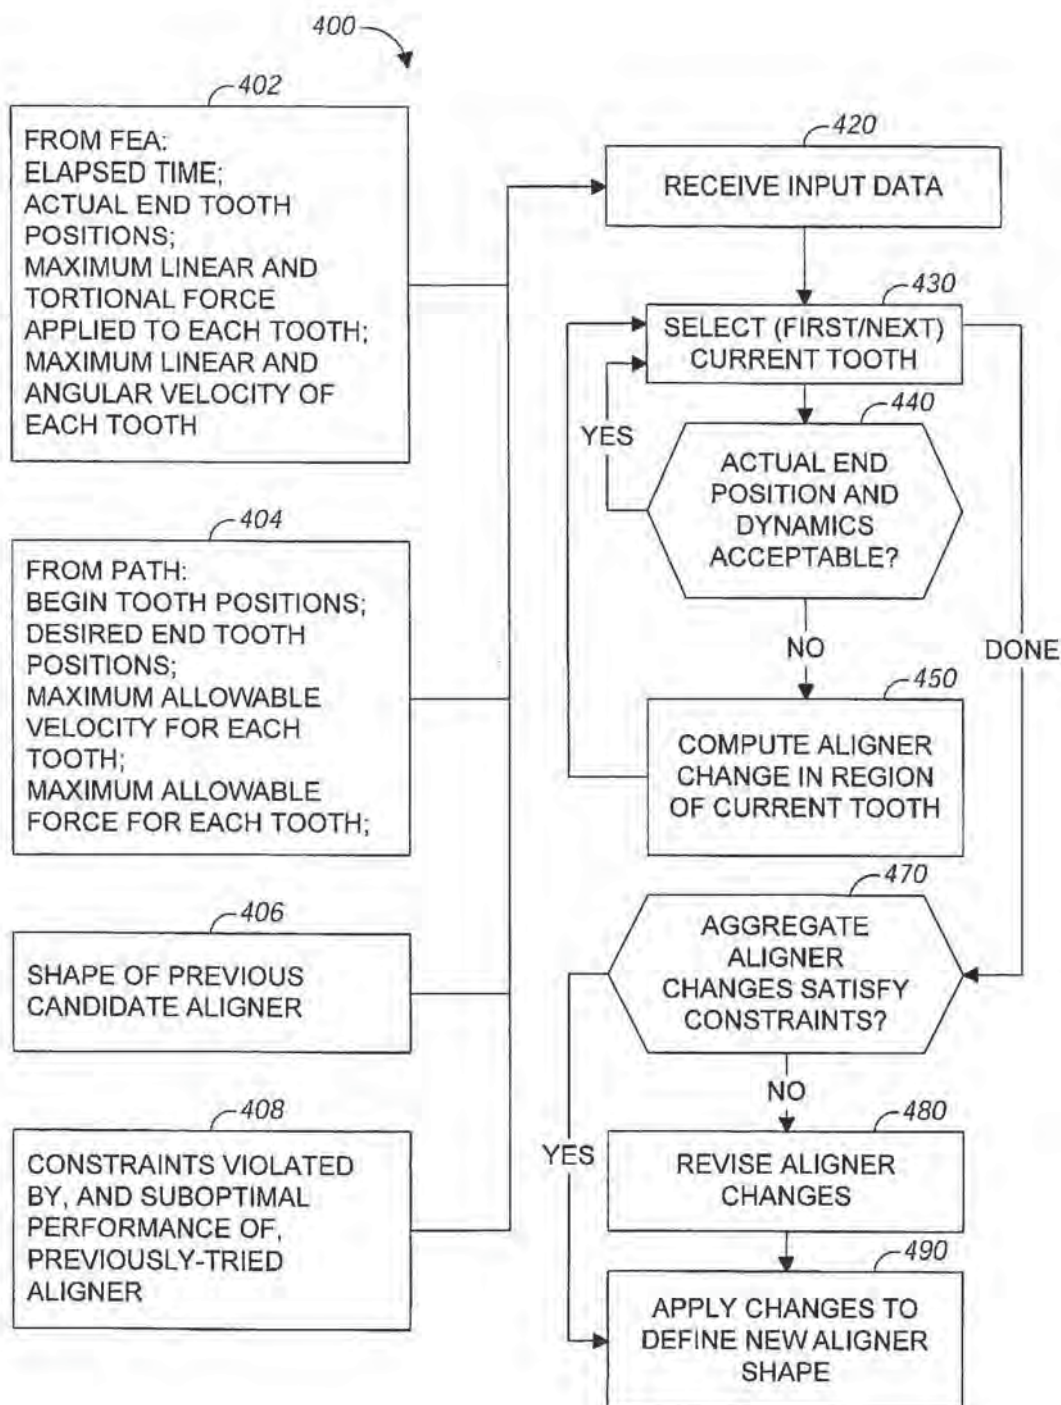 400
402
FROM FEA:
ELAPSED TIME;
ACTUAL END TOOTH
POSITIONS;
MAXIMUM LINEAR AND
TORTIONAL FORCE
APPLIED TO EACH TOOTH;
MAXIMUM LINEAR AND
ANGULAR VELOCITY OF
EACH TOOTH
404
FROM PATH:
BEGIN TOOTH POSITIONS;
DESIRED END TOOTH
POSITIONS;
MAXIMUM ALLOWABLE
VELOCITY FOR EACH
TOOTH;
MAXIMUM ALLOWABLE
FORCE FOR EACH TOOTH;
406
SHAPE OF PREVIOUS
CANDIDATE ALIGNER
408
CONSTRAINTS VIOLATED
BY, AND SUBOPTIMAL
PERFORMANCE OF,
PREVIOUSLY-TRIED
ALIGNER
420
RECEIVE INPUT DATA
430
SELECT (FIRST/NEXT)
CURRENT TOOTH
440
YES
ACTUAL END
POSITION AND
DYNAMICS
ACCEPTABLE?
NO
DONE
450
COMPUTE ALIGNER
CHANGE IN REGION
OF CURRENT TOOTH
470
AGGREGATE
ALIGNER
CHANGES SATISFY
CONSTRAINTS?
NO
YES
480
REVISE ALIGNER
CHANGES
490
APPLY CHANGES TO
DEFINE NEW ALIGNER
SHAPE